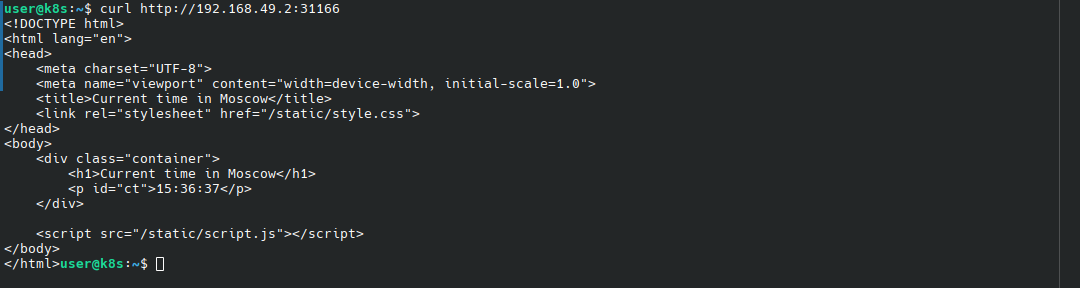 user@k8s:~$ curl http://192.168.49.2:31166
<!DOCTYPE html>
<html lang="en">
<head>
    <meta charset="UTF-8">
    <meta name="viewport" content="width=device-width, initial-scale=1.0">
    <title>Current time in Moscow</title>
    <link rel="stylesheet" href="/static/style.css">
</head>
<body>
    <div class="container">
        <h1>Current time in Moscow</h1>
        <p id="ct">15:36:37</p>
    </div>

    <script src="/static/script.js"></script>
</body>
</html>user@k8s:~$